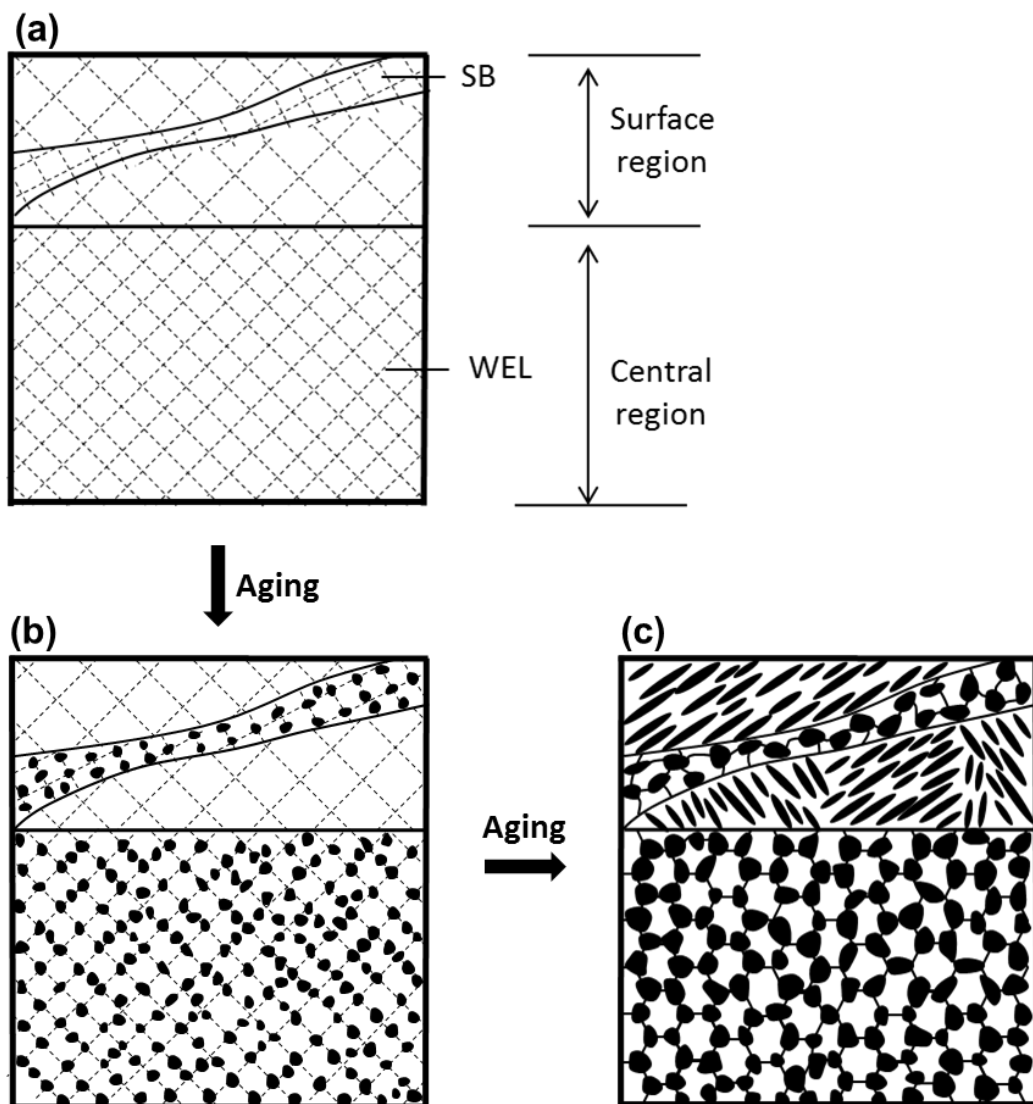 (a)
SB
Surface
region
WEL
Central
region
Aging
(b)
(c)
Aging